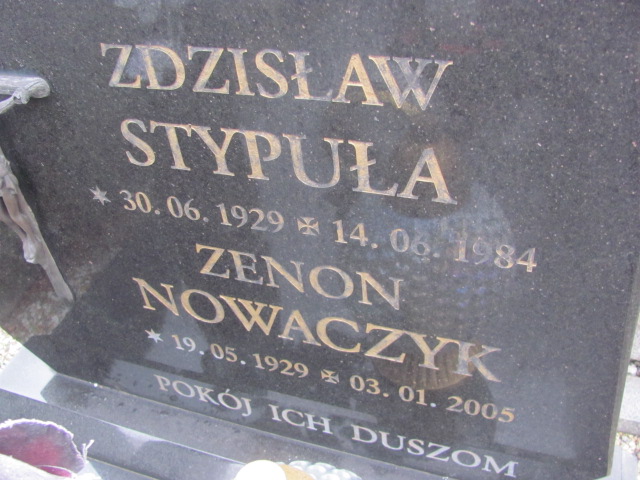 ZDZISŁAW
STYPUŁA
* 30. 06. 1929 ✠ 14. 06. 1984
ZENON
NOWACZYK
* 19. 05. 1929 ✠ 03. 01. 2005
POKÓJ ICH DUSZOM